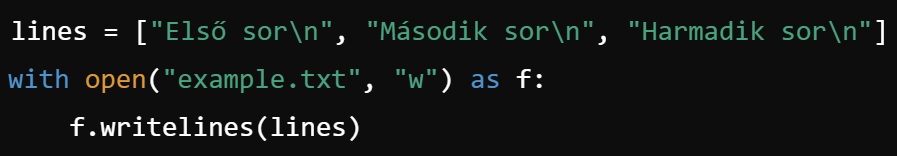 lines = ["Első sor\n", "Második sor\n", "Harmadik sor\n"]
with open("example.txt", "w") as f:
    f.writelines(lines)